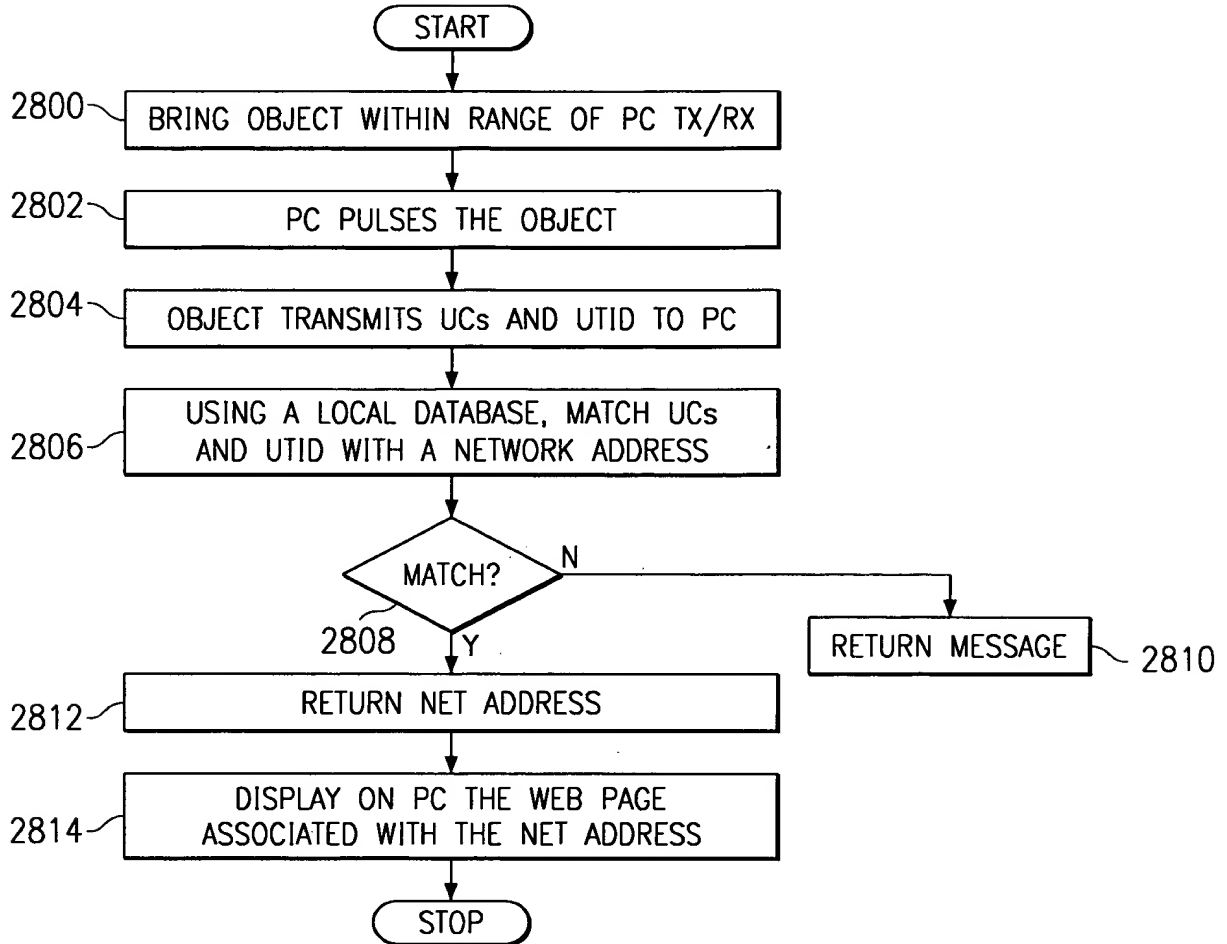 START
2800
BRING OBJECT WITHIN RANGE OF PC TX/RX
2802
PC PULSES THE OBJECT
2804
OBJECT TRANSMITS UCs AND UTID TO PC
2806
USING A LOCAL DATABASE, MATCH UCs
AND UTID WITH A NETWORK ADDRESS
MATCH?
N
2808
Y
RETURN MESSAGE
2810
2812
RETURN NET ADDRESS
2814
DISPLAY ON PC THE WEB PAGE
ASSOCIATED WITH THE NET ADDRESS
STOP